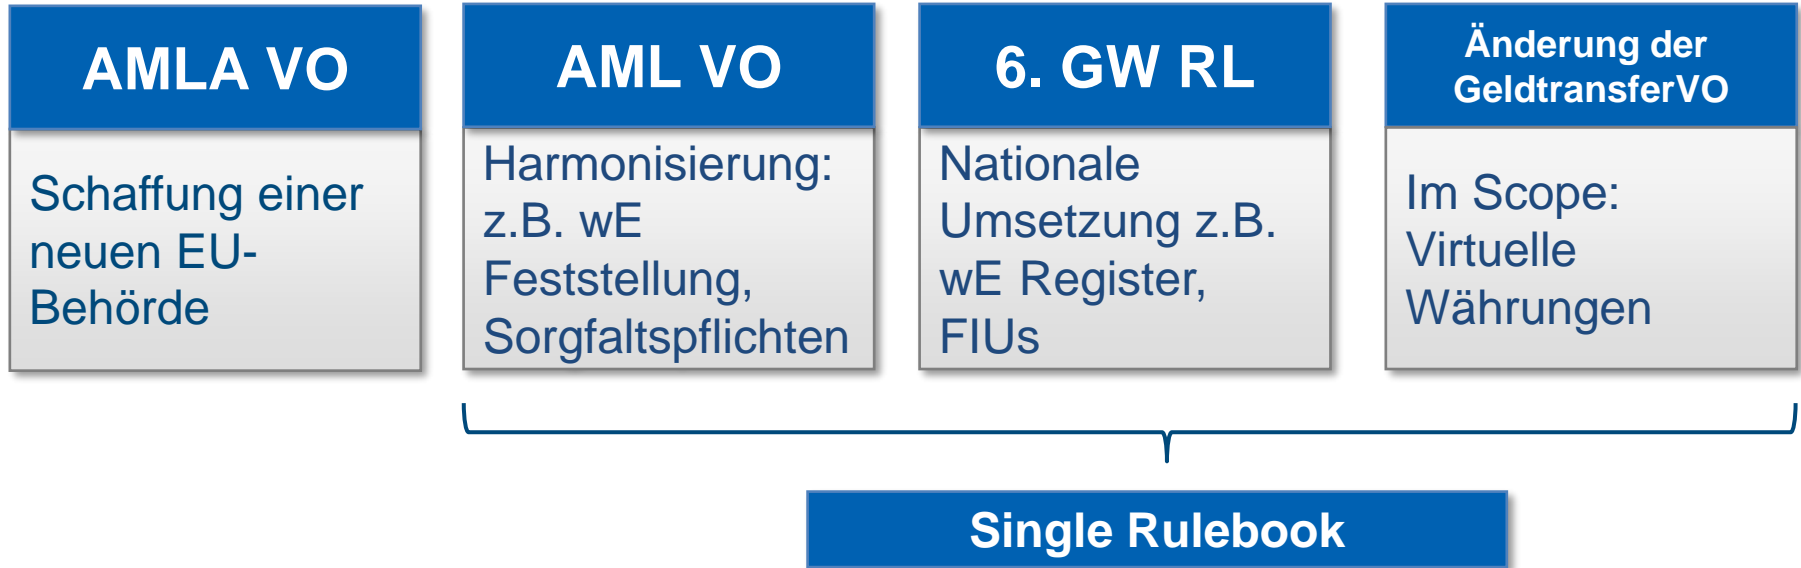 AMLA VO
Schaffung einer
neuen EU-
Behörde
AML VO
Harmonisierung:
z.B. wE
Feststellung,
Sorgfaltspflichten
6. GW RL
Nationale
Umsetzung z.B.
wE Register,
FIUs
Änderung der
GeldtransferVO
Im Scope:
Virtuelle
Währungen
Single Rulebook